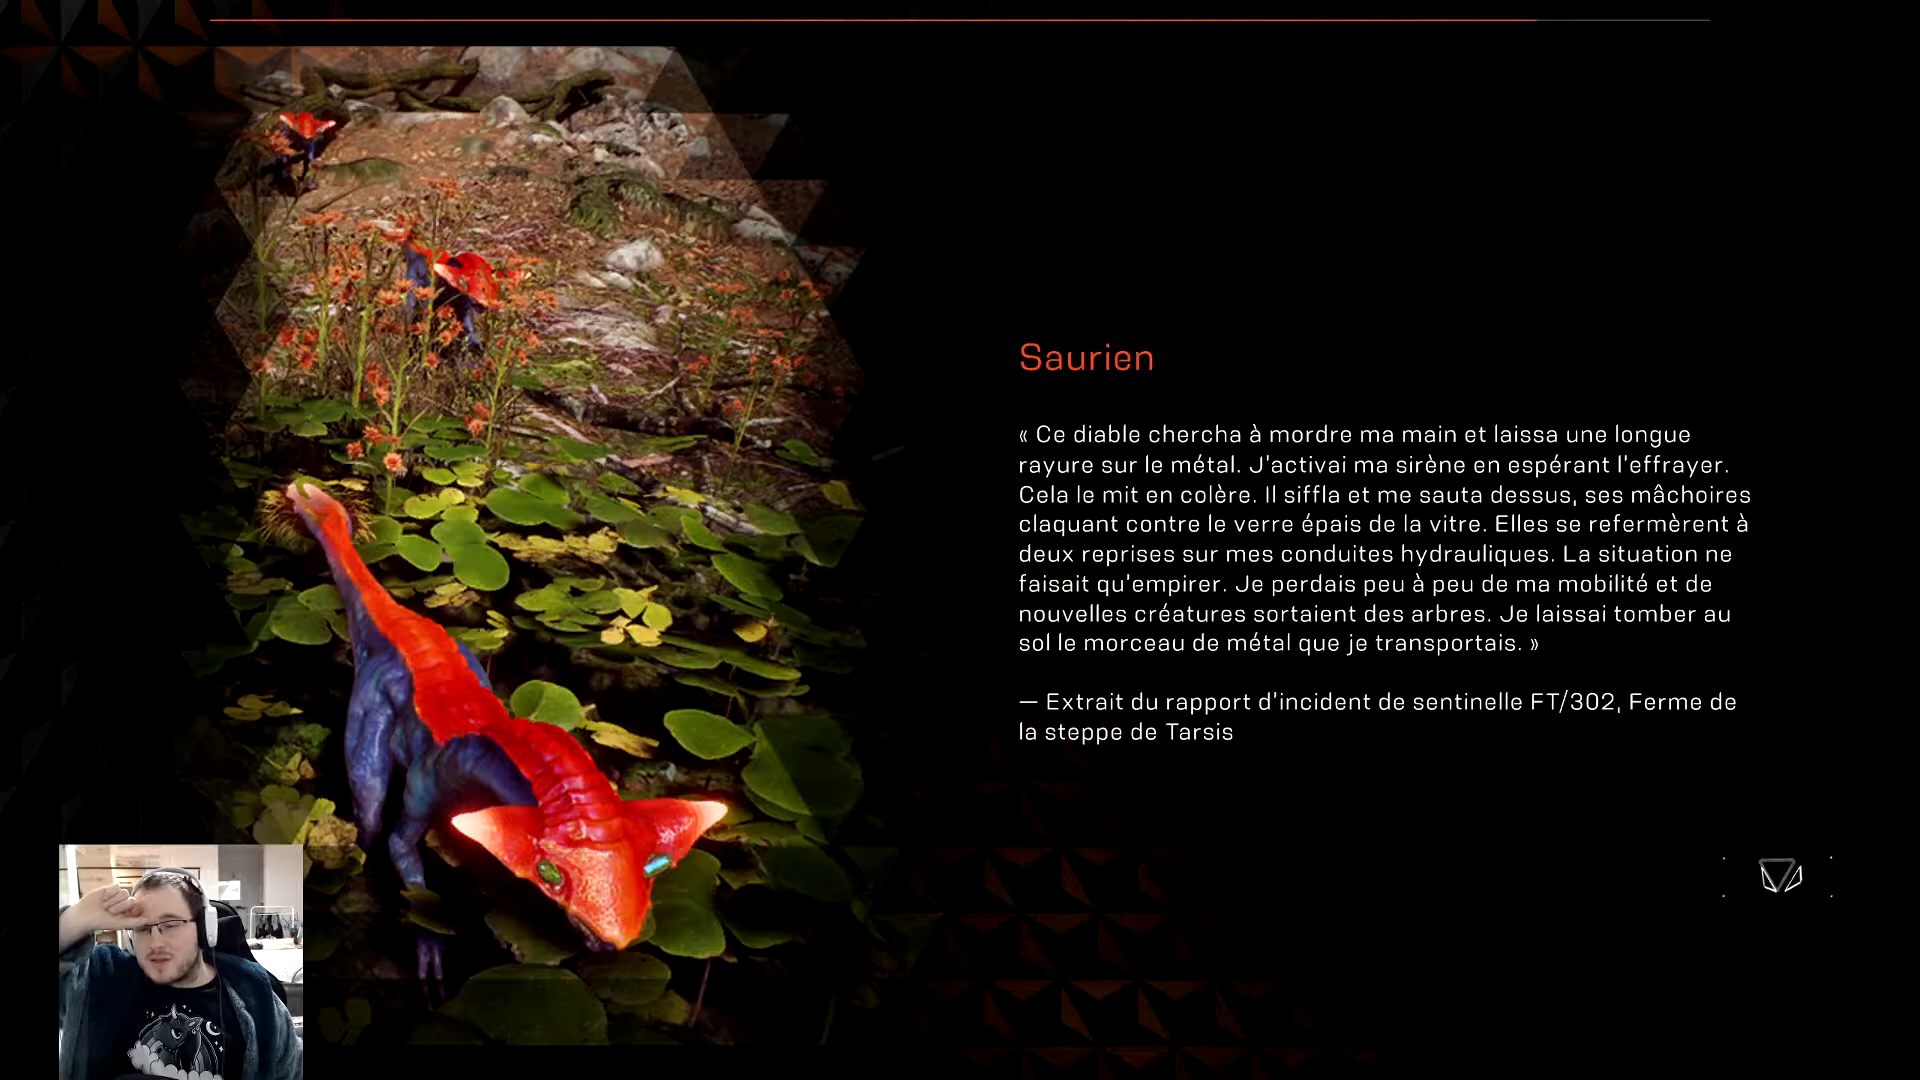 Saurien
« Ce diable chercha à mordre ma main et laissa une longue
rayure sur le métal. J'activai ma sirène en espérant l'effrayer.
Cela le mit en colère. Il siffla et me sauta dessus, ses mâchoires
claquant contre le verre épais de la vitre. Elles se refermèrent à
deux reprises sur mes conduites hydrauliques. La situation ne
faisait qu'empirer. Je perdais peu à peu de ma mobilité et de
nouvelles créatures sortaient des arbres. Je laissai tomber au
sol le morceau de métal que je transportais. »
— Extrait du rapport d'incident de sentinelle FT/302, Ferme de
la steppe de Tarsis